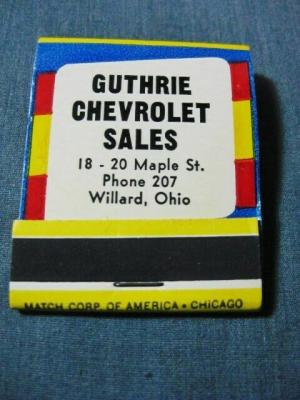 GUTHRIE
CHEVROLET
SALES
18 - 20 Maple St.
Phone 207
Willard, Ohio
MATCH CORP. OF AMERICA • CHICAGO